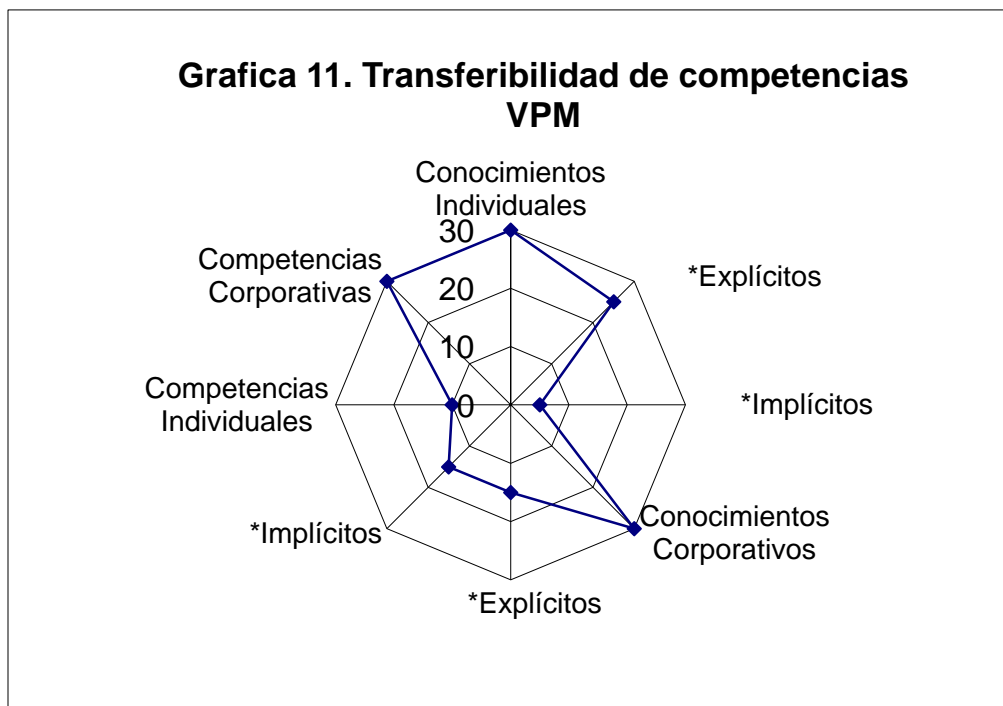 Grafica 11. Transferibilidad de competencias
VPM
Conocimientos
Individuales
30
Competencias
Corporativas
*Explícitos
20
10
Competencias
Individuales
0
*Implícitos
Conocimientos
Corporativos
*Implícitos
*Explícitos